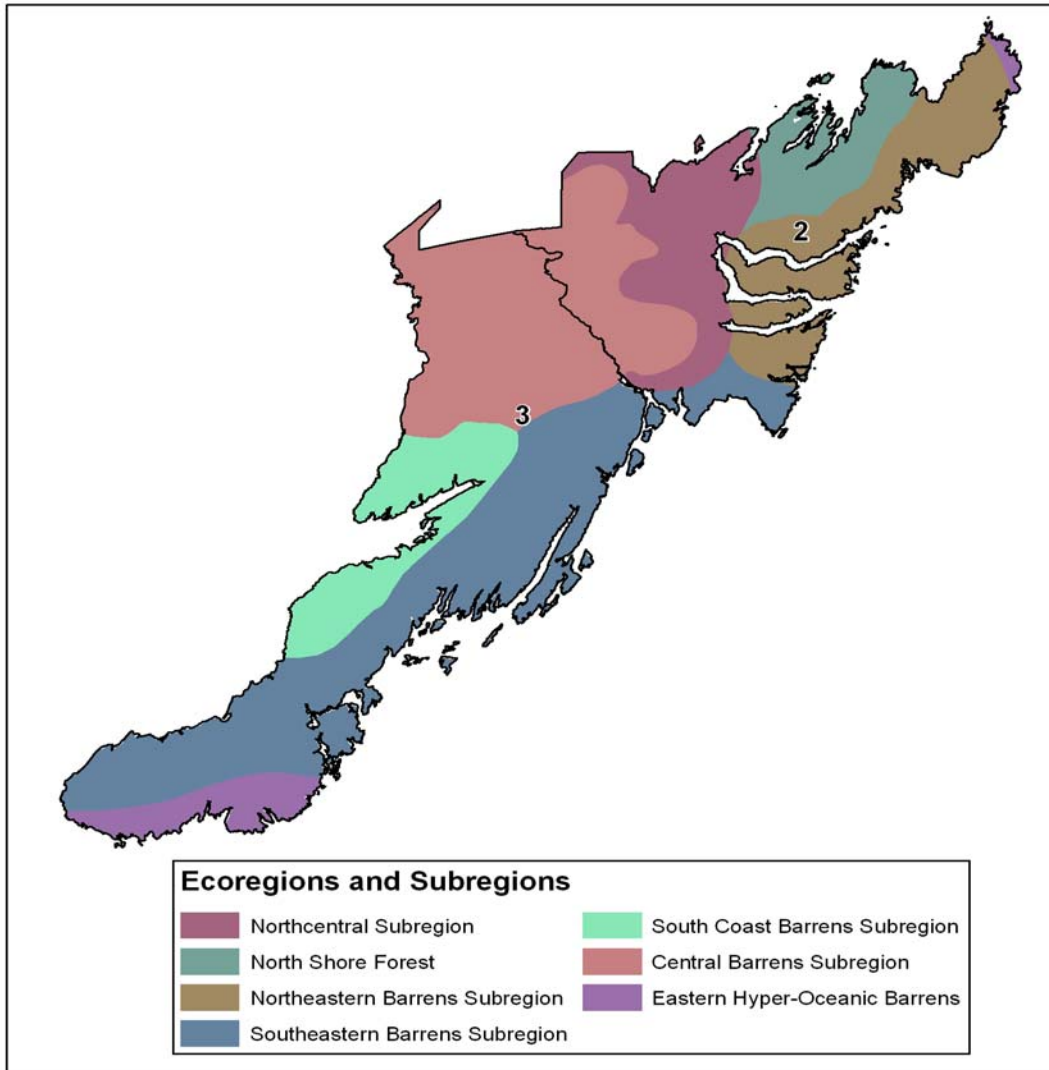 2
3
Ecoregions and Subregions
Northcentral Subregion
North Shore Forest
Northeastern Barrens Subregion
Southeastern Barrens Subregion
South Coast Barrens Subregion
Central Barrens Subregion
Eastern Hyper-Oceanic Barrens